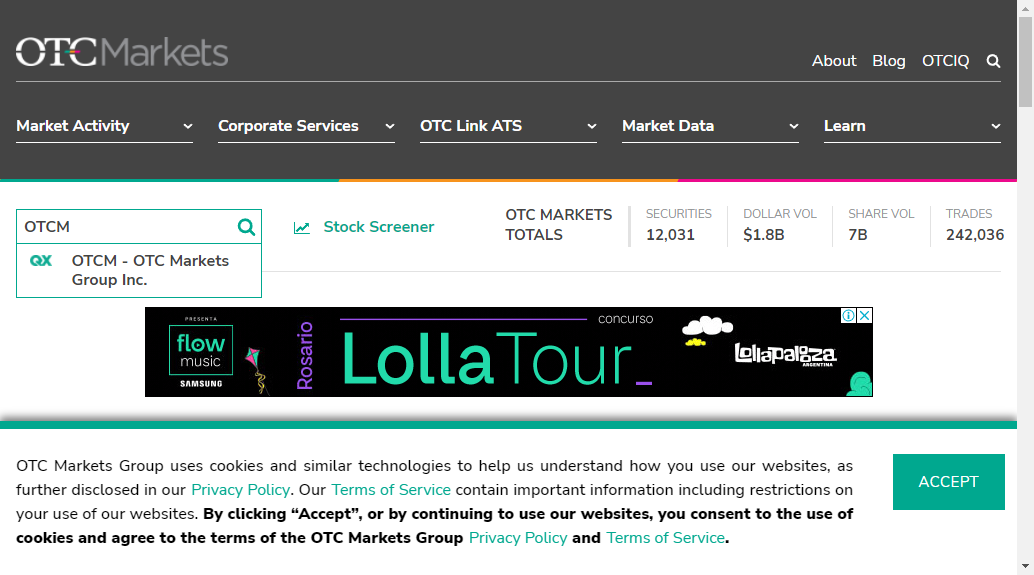 OTC Markets
About Blog OTCIQ
Market Activity Corporate Services OTC Link ATS Market Data Learn
OTCM
QX OTCM - OTC Markets
Group Inc.
Stock Screener
OTC MARKETS
TOTALS
SECURITIES
12,031
DOLLAR VOL
$1.8B
SHARE VOL
7B
TRADES
242,036
PRESENTA
flow
music
SAMSUNG
Rosario
concurso
LollaTour_
Lollapalooza
ARGENTINA
OTC Markets Group uses cookies and similar technologies to help us understand how you use our websites, as
further disclosed in our Privacy Policy. Our Terms of Service contain important information including restrictions on
your use of our websites. By clicking “Accept”, or by continuing to use our websites, you consent to the use of
cookies and agree to the terms of the OTC Markets Group Privacy Policy and Terms of Service.
ACCEPT